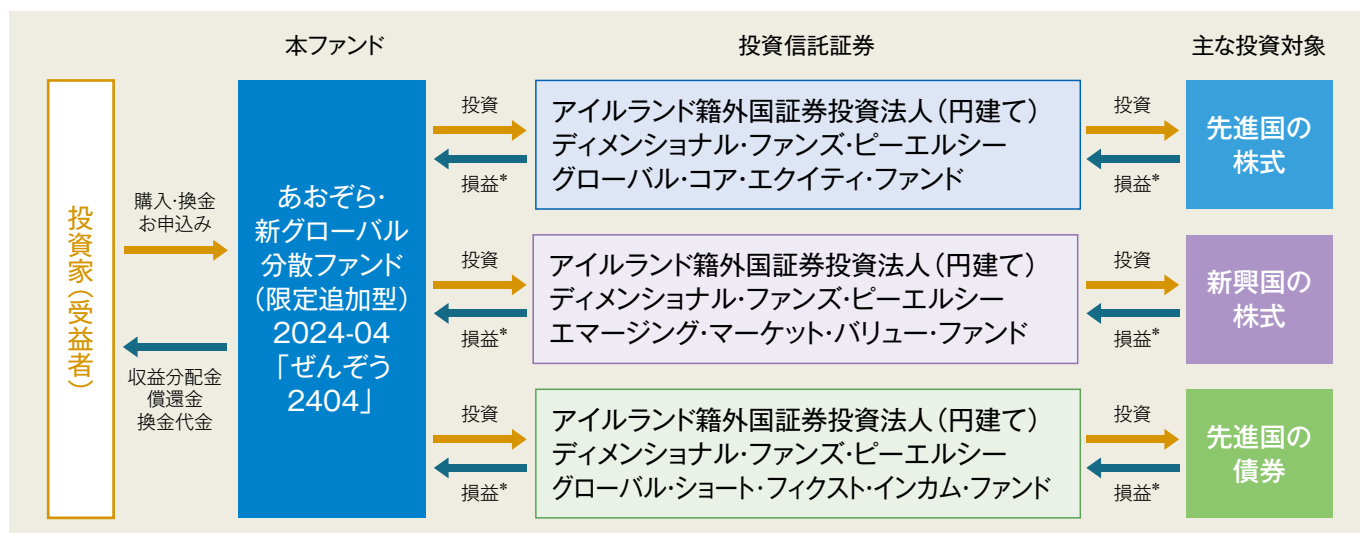 本ファンド
投資信託証券
主な投資対象
投資家（受益者）
購入・換金
お申込み
収益分配金
償還金
換金代金
あおぞら・
新グローバル
分散ファンド
（限定追加型）
2024-04
「ぜんぞう
2404」
投資
損益*
アイルランド籍外国証券投資法人（円建て）
ディメンショナル・ファンズ・ピーエルシー
グローバル・コア・エクイティ・ファンド
投資
損益*
先進国の
株式
投資
損益*
アイルランド籍外国証券投資法人（円建て）
ディメンショナル・ファンズ・ピーエルシー
エマージング・マーケット・バリュー・ファンド
投資
損益*
新興国の
株式
投資
損益*
アイルランド籍外国証券投資法人（円建て）
ディメンショナル・ファンズ・ピーエルシー
グローバル・ショート・フィクスト・インカム・ファンド
投資
損益*
先進国の
債券